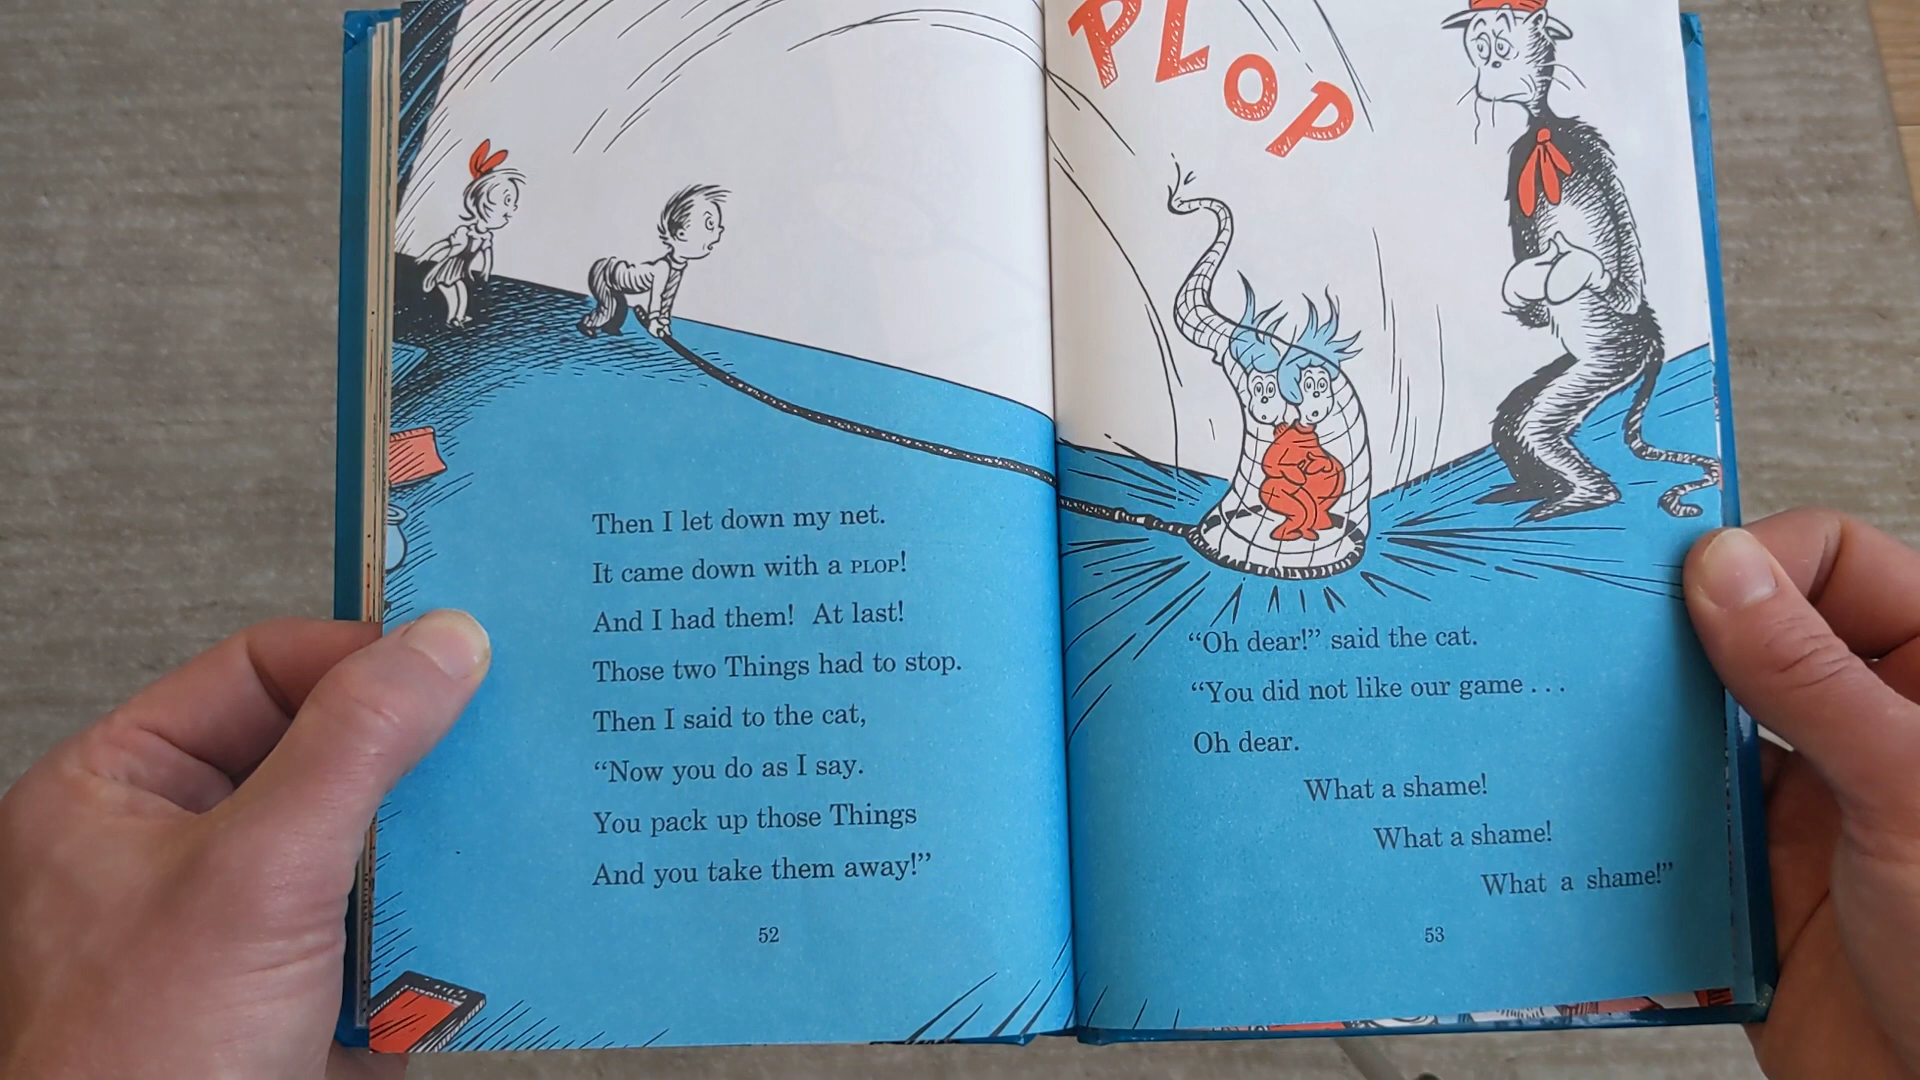 Then I let down my net.
It came down with a PLOP!
And I had them! At last!
Those two Things had to stop.
Then I said to the cat,
“Now you do as I say.
You pack up those Things
And you take them away!”
52
PLOP
“Oh dear!” said the cat.
“You did not like our game . . .
Oh dear.
What a shame!
What a shame!
What a shame!”
53